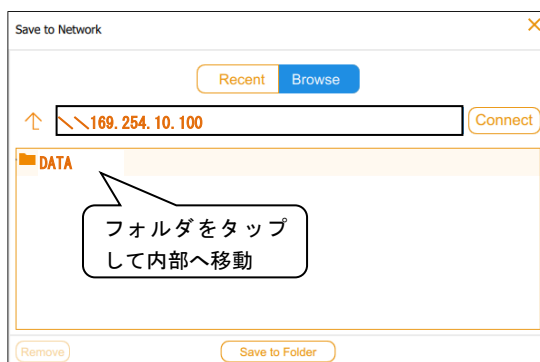 Save to Network
Recent Browse
＼＼169. 254. 10. 100 Connect
DATA
フォルダをタップ
して内部へ移動
Remove Save to Folder